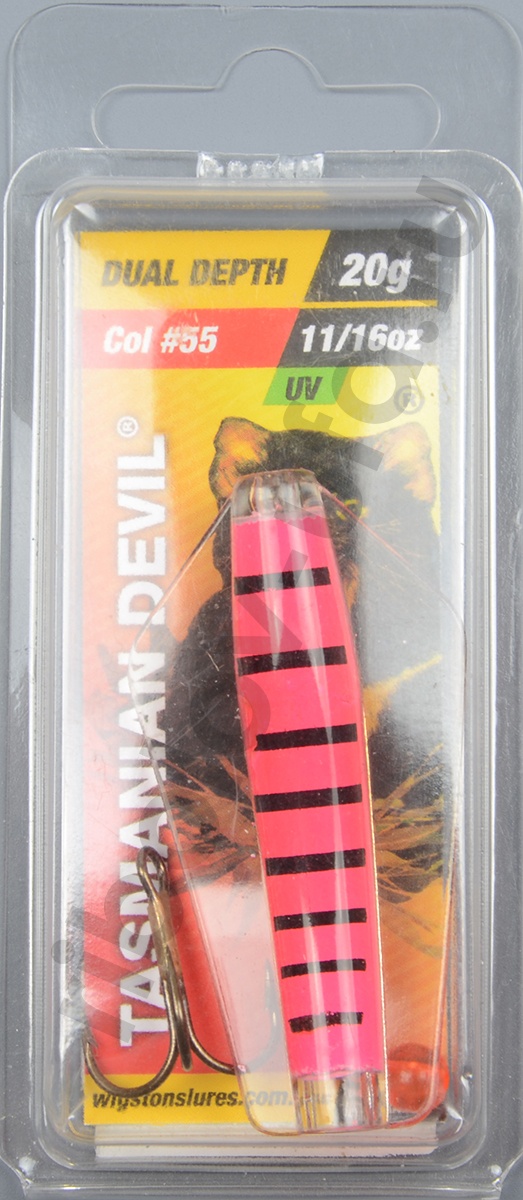 DUAL DEPTH
20g
Col #55
11/16oz
UV
®
TASMANIAN DEVIL®
wigstonslures.com.